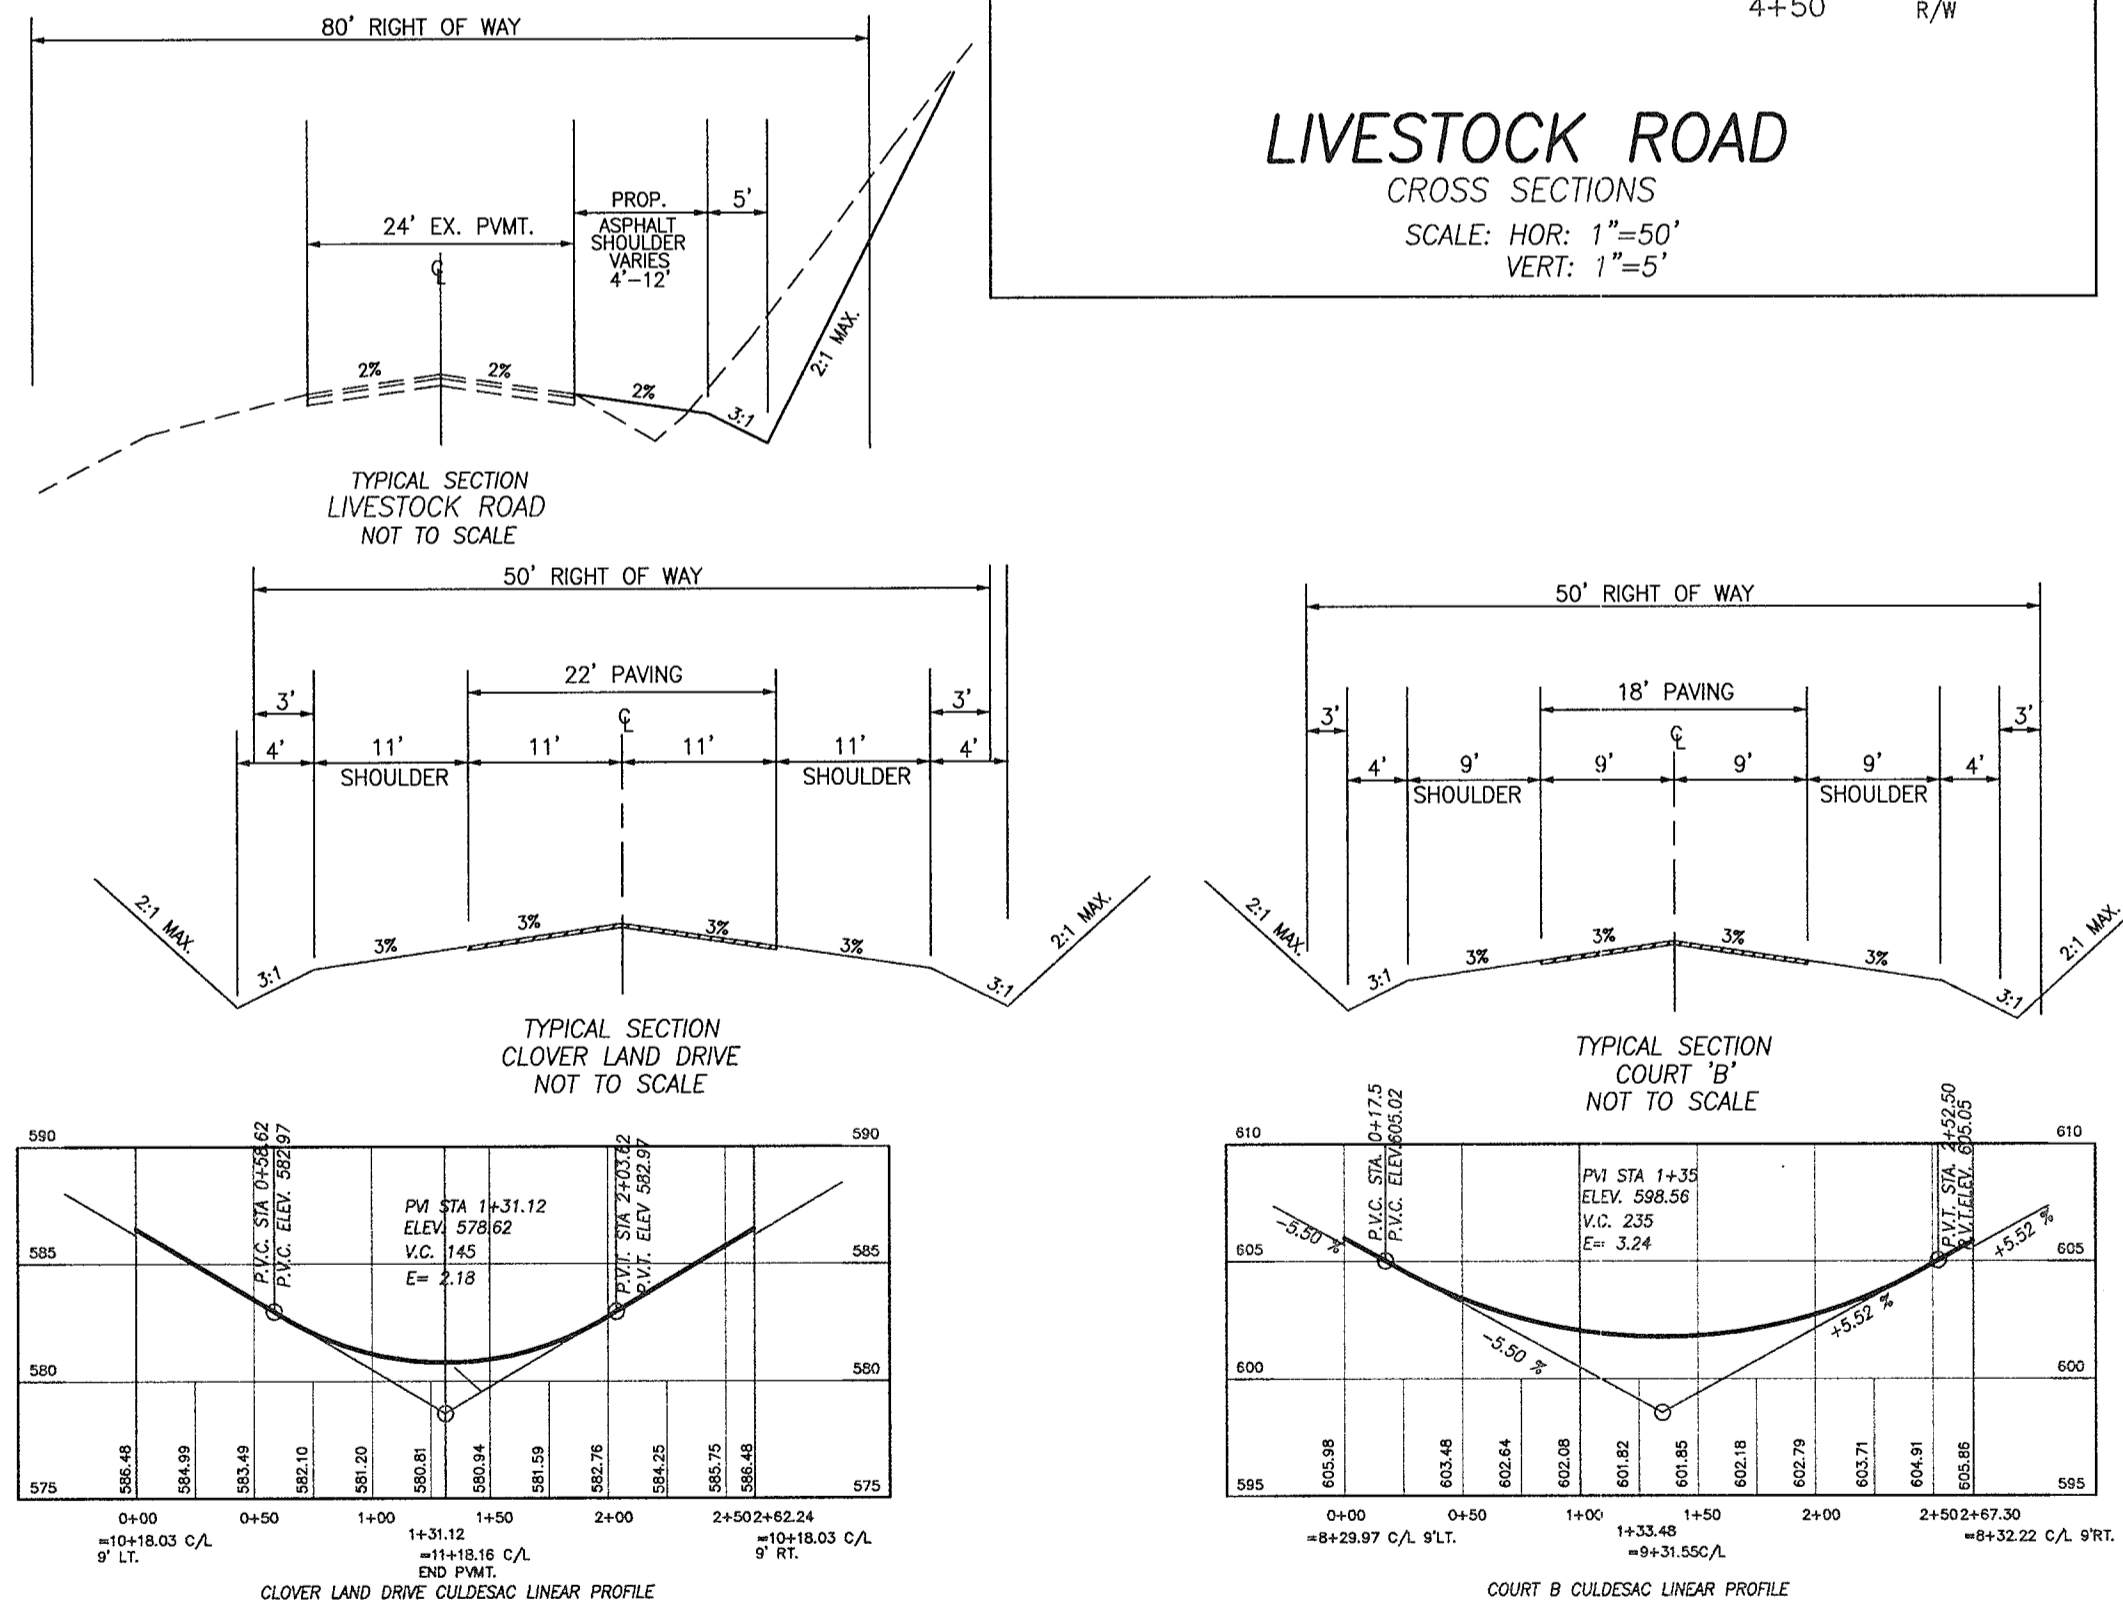 80' RIGHT OF WAY
24' EX. PVMT.
PROP.
ASPHALT
SHOULDER
VARIES
4'-12'
5'
℄
2%
2%
2%
3:1
2:1 MAX.
TYPICAL SECTION
LIVESTOCK ROAD
NOT TO SCALE
4+50 R/W
LIVESTOCK ROAD
CROSS SECTIONS
SCALE: HOR: 1"=50'
VERT: 1"=5'
50' RIGHT OF WAY
22' PAVING
3'
3'
℄
4'
11'
11'
11'
11'
4'
SHOULDER
SHOULDER
2:1 MAX.
3:1
3%
3%
3%
3%
3:1
2:1 MAX.
TYPICAL SECTION
CLOVER LAND DRIVE
NOT TO SCALE
50' RIGHT OF WAY
18' PAVING
3'
3'
℄
4'
9'
9'
9'
9'
4'
SHOULDER
SHOULDER
2:1 MAX.
3:1
3%
3%
3%
3%
3:1
2:1 MAX.
TYPICAL SECTION
COURT 'B'
NOT TO SCALE
590
590
585
585
580
580
575
575
P.V.C. STA 0+58.62
P.V.C. ELEV. 582.97
PVI STA 1+31.12
ELEV. 578.62
V.C. 145
E= 2.18
P.V.T. STA 2+03.62
P.V.T. ELEV 582.97
586.48
584.99
583.49
582.10
581.20
580.81
580.94
581.59
582.76
584.25
585.75
586.48
0+00
0+50
1+00
1+50
2+00
2+50
2+62.24
=10+18.03 C/L
9' LT.
1+31.12
=11+18.16 C/L
END PVMT.
=10+18.03 C/L
9' RT.
CLOVER LAND DRIVE CULDESAC LINEAR PROFILE
610
610
605
605
600
600
595
595
P.V.C. STA. 0+17.5
P.V.C. ELEV.605.02
PVI STA 1+35
ELEV. 598.56
V.C. 235
E= 3.24
P.V.T. STA. 2+52.50
P.V.T.ELEV. 605.05
-5.50 %
-5.50 %
+5.52 %
+5.52 %
605.98
603.48
602.64
602.08
601.82
601.85
602.18
602.79
603.71
604.91
605.86
0+00
0+50
1+00
1+50
2+00
2+50
2+67.30
=8+29.97 C/L 9'LT.
1+33.48
=9+31.55C/L
=8+32.22 C/L 9'RT.
COURT B CULDESAC LINEAR PROFILE